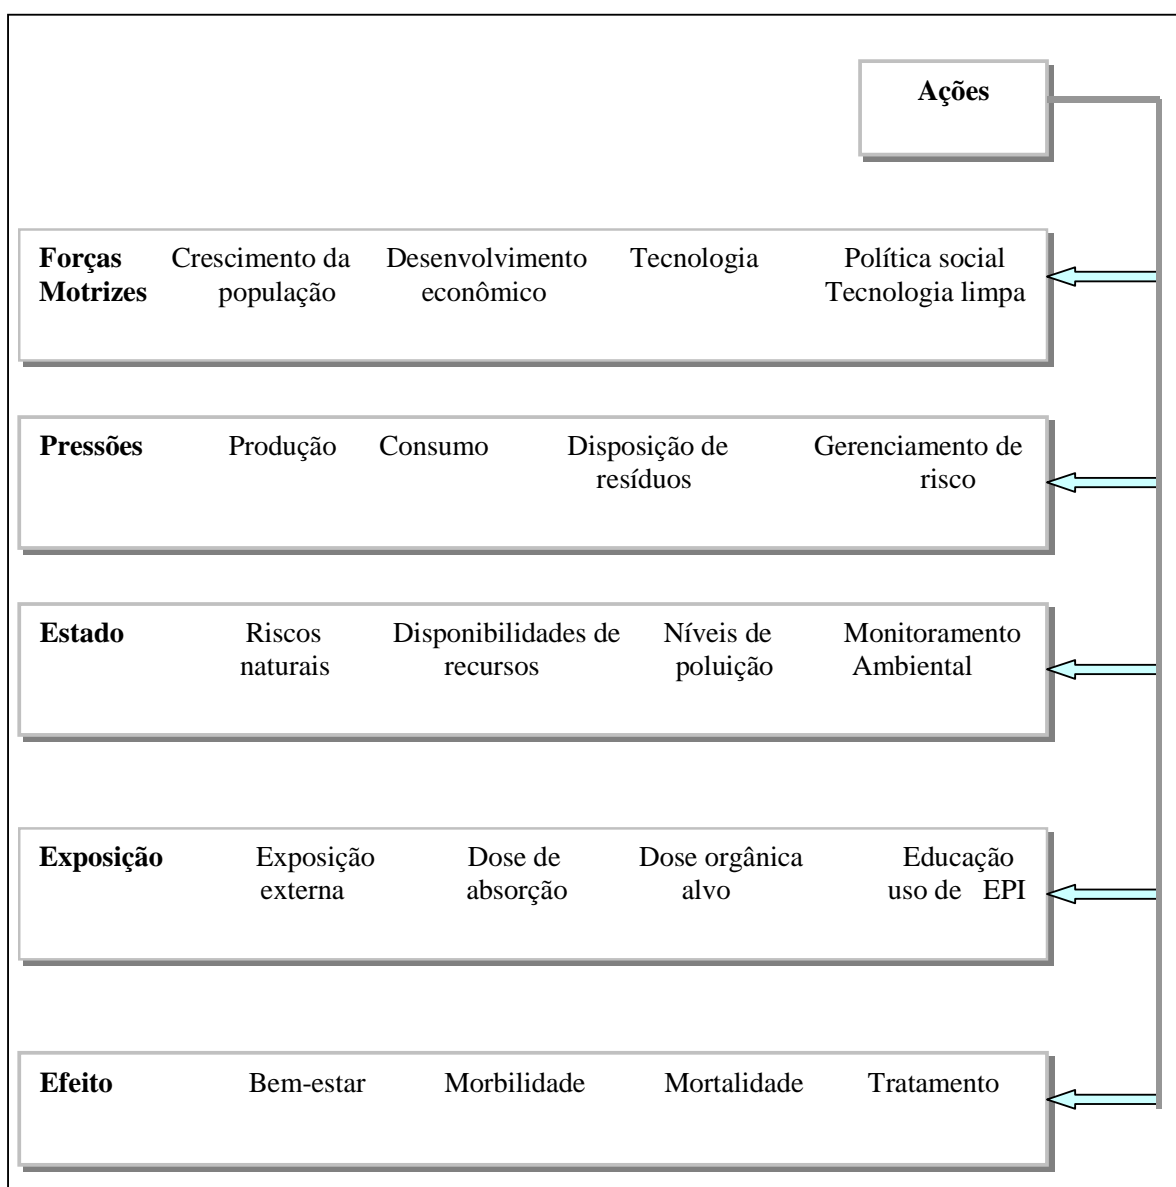 Ações
Forças Crescimento da Desenvolvimento Tecnologia Política social
Motrizes população econômico Tecnologia limpa
Pressões Produção Consumo Disposição de Gerenciamento de
resíduos risco
Estado Riscos Disponibilidades de Níveis de Monitoramento
naturais recursos poluição Ambiental
Exposição Exposição Dose de Dose orgânica Educação
externa absorção alvo uso de EPI
Efeito Bem-estar Morbilidade Mortalidade Tratamento